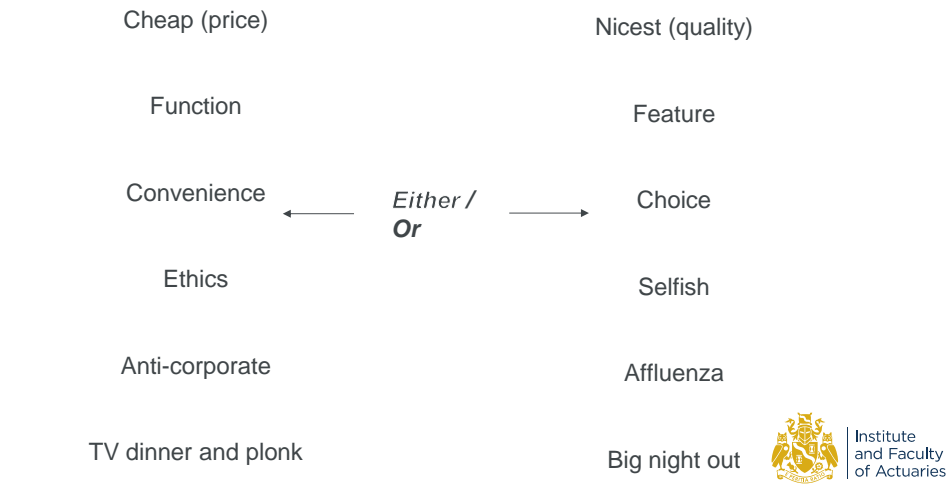 Cheap (price)
Nicest (quality)
Function
Feature
Convenience
Either /
Or
Choice
Ethics
Selfish
Anti-corporate
Affluenza
TV dinner and plonk
Big night out
Institute
and Faculty
of Actuaries